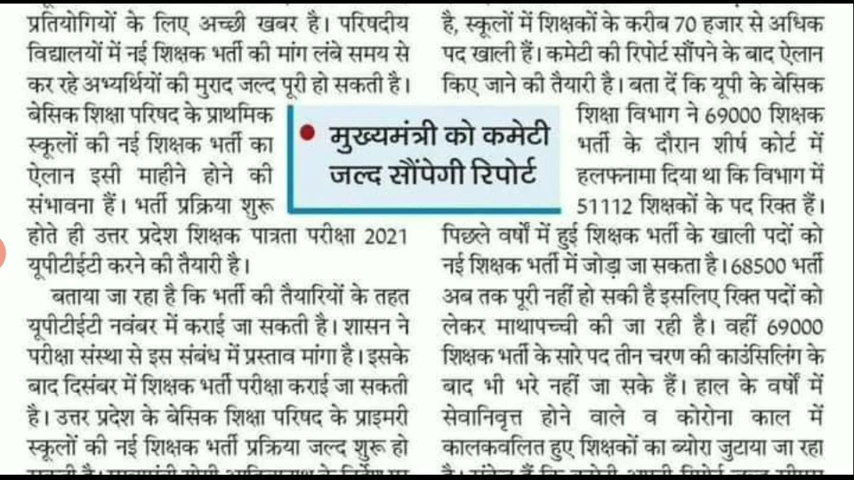 प्रतियोगियों के लिए अच्छी खबर है। परिषदीय
विद्यालयों में नई शिक्षक भर्ती की मांग लंबे समय से
कर रहे अभ्यर्थियों की मुराद जल्द पूरी हो सकती है।
बेसिक शिक्षा परिषद के प्राथमिक
स्कूलों की नई शिक्षक भर्ती का
ऐलान इसी माहीने होने की
संभावना हैं। भर्ती प्रक्रिया शुरू
होते ही उत्तर प्रदेश शिक्षक पात्रता परीक्षा 2021
यूपीटीईटी करने की तैयारी है।
बताया जा रहा है कि भर्ती की तैयारियों के तहत
यूपीटीईटी नवंबर में कराई जा सकती है। शासन ने
परीक्षा संस्था से इस संबंध में प्रस्ताव मांगा है। इसके
बाद दिसंबर में शिक्षक भर्ती परीक्षा कराई जा सकती
है। उत्तर प्रदेश के बेसिक शिक्षा परिषद के प्राइमरी
स्कूलों की नई शिक्षक भर्ती प्रक्रिया जल्द शुरू हो
मुख्यमंत्री को कमेटी
जल्द सौंपेगी रिपोर्ट
है, स्कूलों में शिक्षकों के करीब 70 हजार से अधिक
पद खाली हैं। कमेटी की रिपोर्ट सौंपने के बाद ऐलान
किए जाने की तैयारी है। बता दें कि यूपी के बेसिक
शिक्षा विभाग ने 69000 शिक्षक
भर्ती के दौरान शीर्ष कोर्ट में
हलफनामा दिया था कि विभाग में
51112 शिक्षकों के पद रिक्त हैं।
पिछले वर्षों में हुई शिक्षक भर्ती के खाली पदों को
नई शिक्षक भर्ती में जोड़ा जा सकता है। 68500 भर्ती
अब तक पूरी नहीं हो सकी है इसलिए रिक्त पदों को
लेकर माथापच्ची की जा रही है। वहीं 69000
शिक्षक भर्ती के सारे पद तीन चरण की काउंसिलिंग के
बाद भी भरे नहीं जा सके हैं। हाल के वर्षों में
सेवानिवृत्त होने वाले व कोरोना काल में
कालकवलित हुए शिक्षकों का ब्योरा जुटाया जा रहा